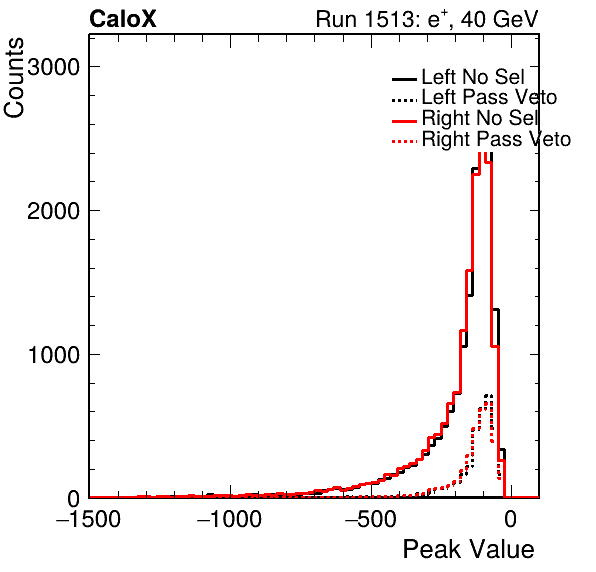 CaloX Run 1513: e⁺, 40 GeV
Counts
3000
2000
1000
0
Left No Sel
Left Pass Veto
Right No Sel
Right Pass Veto
−1500 −1000 −500 0
Peak Value